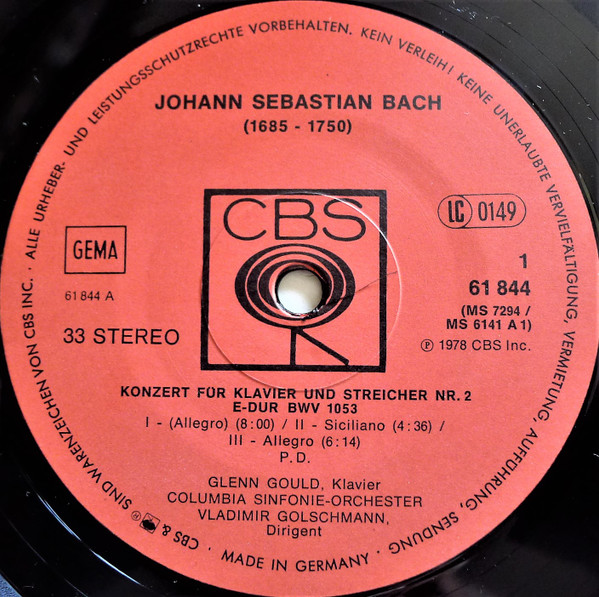 JOHANN SEBASTIAN BACH
(1685 - 1750)
CBS
GEMA
LC 0149
61 844 A
1
61 844
33 STEREO
(MS 7294 /
MS 6141 A 1)
℗ 1978 CBS Inc.
KONZERT FÜR KLAVIER UND STREICHER NR. 2
E-DUR BWV 1053
I - (Allegro) (8:00) / II - Siciliano (4:36) /
III - Allegro (6:14)
P.D.
GLENN GOULD, Klavier
COLUMBIA SINFONIE-ORCHESTER
VLADIMIR GOLSCHMANN,
Dirigent
CBS & SIND WARENZEICHEN VON CBS INC. · ALLE URHEBER- UND LEISTUNGSSCHUTZRECHTE VORBEHALTEN. KEIN VERLEIH! KEINE UNERLAUBTE VERVIELFÄLTIGUNG, VERMIETUNG, AUFFÜHRUNG, SENDUNG ·
MADE IN GERMANY ·